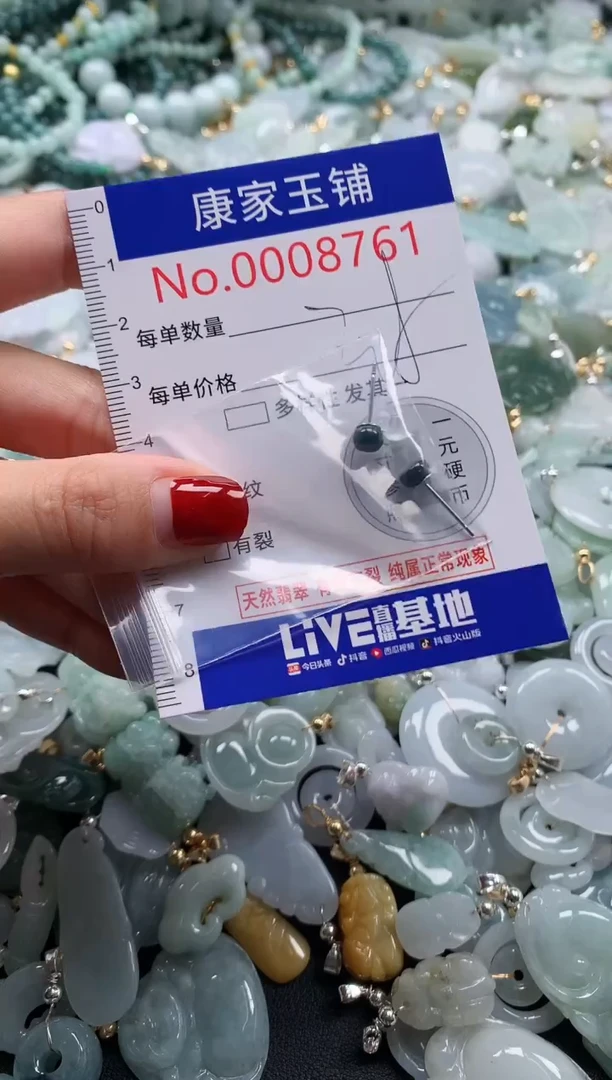 康家玉铺
No.0008761
0
1
2
每单数量
3
每单价格
4
发其
一元硬币
纹
有裂
天然翡翠 裂 纯属正常现象
7
LiVE直播基地
8
今日头条 抖音 西瓜视频 抖音火山版